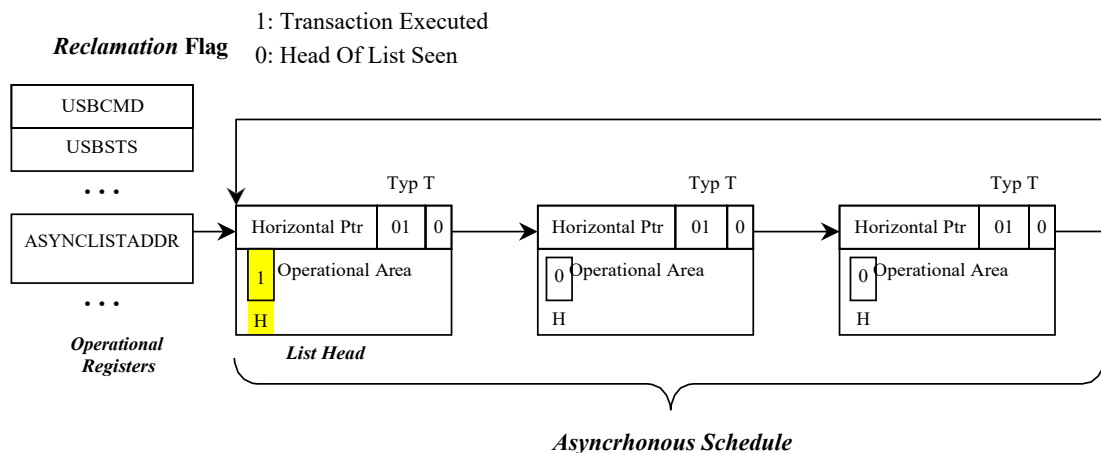 1: Transaction Executed
Reclamation Flag
0: Head Of List Seen
USBCMD
USBSTS
...
Typ T
Typ T
Typ T
ASYNCLISTADDR
Horizontal Ptr 01 0
Horizontal Ptr 01 0
Horizontal Ptr 01 0
1 Operational Area
0 Operational Area
0 Operational Area
...
H
H
H
Operational
Registers
List Head
Asyncrhonous Schedule